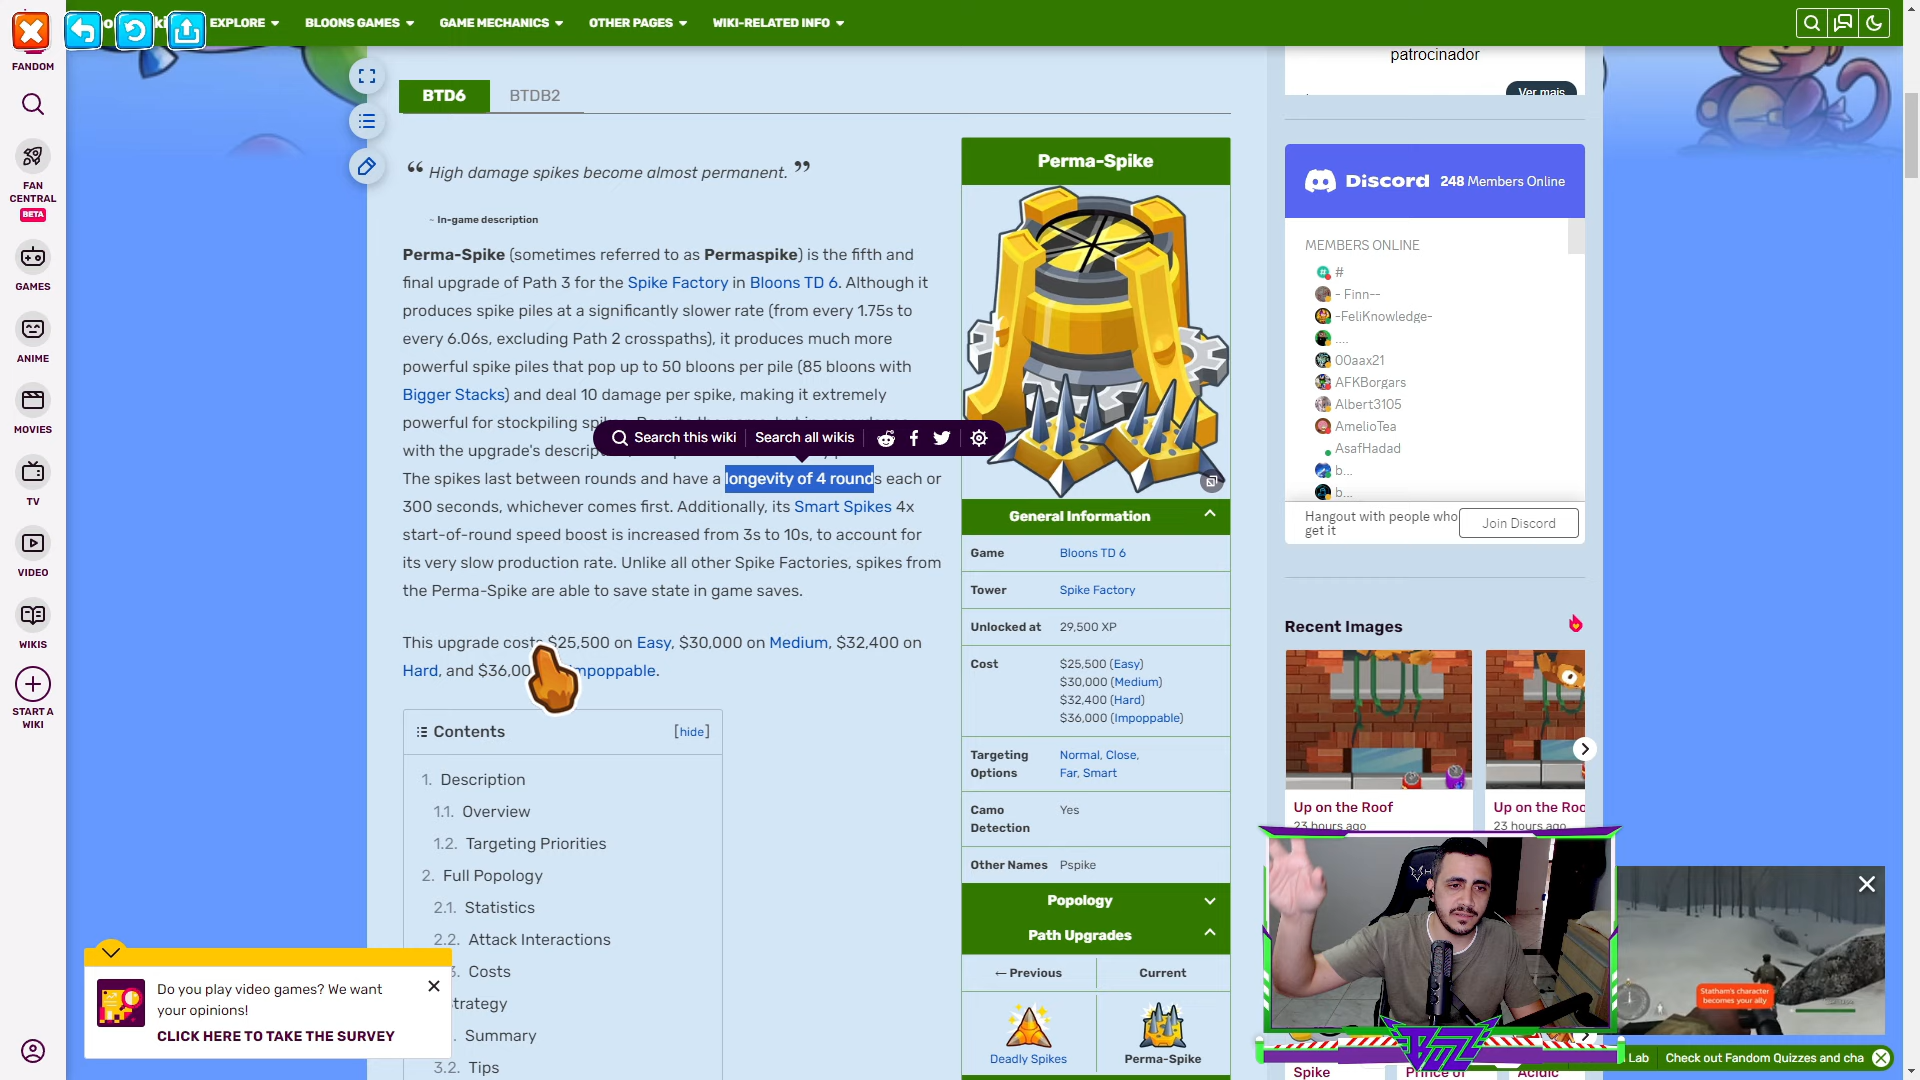 EXPLORE
BLOONS GAMES
GAME MECHANICS
OTHER PAGES
WIKI-RELATED INFO
FANDOM
FAN CENTRAL
BETA
GAMES
ANIME
MOVIES
TV
VIDEO
WIKIS
START A WIKI
BTD6
BTDB2
“ High damage spikes become almost permanent. ”
~ In-game description
Perma-Spike (sometimes referred to as Permaspike) is the fifth and
final upgrade of Path 3 for the Spike Factory in Bloons TD 6. Although it
produces spike piles at a significantly slower rate (from every 1.75s to
every 6.06s, excluding Path 2 crosspaths), it produces much more
powerful spike piles that pop up to 50 bloons per pile (85 bloons with
Bigger Stacks) and deal 10 damage per spike, making it extremely
powerful for stockpiling
Search this wiki
Search all wikis
with the upgrade's
The spikes last between rounds and have a longevity of 4 rounds each or
300 seconds, whichever comes first. Additionally, its Smart Spikes 4x
start-of-round speed boost is increased from 3s to 10s, to account for
its very slow production rate. Unlike all other Spike Factories, spikes from
the Perma-Spike are able to save state in game saves.
This upgrade costs $25,500 on Easy, $30,000 on Medium, $32,400 on
Hard, and $36,00 Impoppable.
Contents [hide]
1. Description
1.1. Overview
1.2. Targeting Priorities
2. Full Popology
2.1. Statistics
2.2. Attack Interactions
3. Costs
Strategy
Summary
3.2. Tips
Do you play video games? We want
your opinions!
CLICK HERE TO TAKE THE SURVEY
Perma-Spike
General Information
Game Bloons TD 6
Tower Spike Factory
Unlocked at 29,500 XP
Cost $25,500 (Easy)
$30,000 (Medium)
$32,400 (Hard)
$36,000 (Impoppable)
Targeting Options Normal, Close,
Far, Smart
Camo Detection Yes
Other Names Pspike
Popology
Path Upgrades
← Previous
Current
Deadly Spikes
Perma-Spike
patrocinador
Ver mais
Discord 248 Members Online
MEMBERS ONLINE
#
- Finn--
-FeliKnowledge-
....
00aax21
AFKBorgars
Albert3105
AmelioTea
AsafHadad
b...
b...
Hangout with people who
get it
Join Discord
Recent Images
Up on the Roof
23 hours ago
Up on the Roo
23 hours ago
Statham's character
becomes your ally
Lab
Check out Fandom Quizzes and cha
Spike
Prince of
Acidic